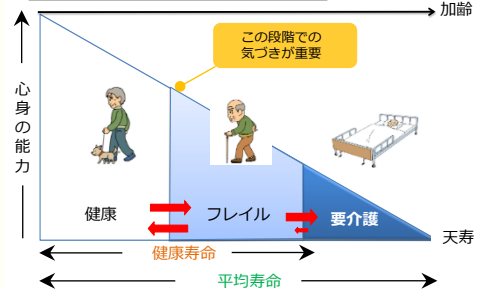 加齢
この段階での
気づきが重要
心身の能力
健康
フレイル
要介護
天寿
健康寿命
平均寿命